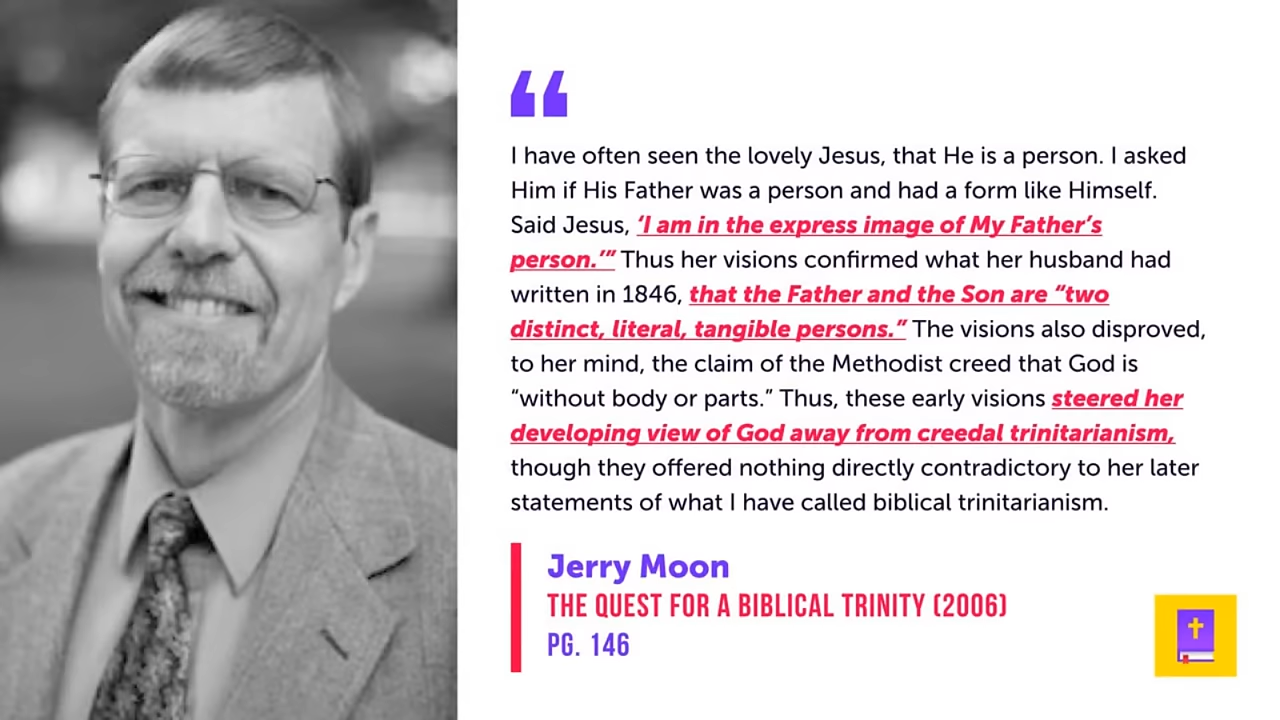 “
I have often seen the lovely Jesus, that He is a person. I asked
Him if His Father was a person and had a form like Himself.
Said Jesus, ‘I am in the express image of My Father’s
person.’” Thus her visions confirmed what her husband had
written in 1846, that the Father and the Son are “two
distinct, literal, tangible persons.” The visions also disproved,
to her mind, the claim of the Methodist creed that God is
“without body or parts.” Thus, these early visions steered her
developing view of God away from creedal trinitarianism,
though they offered nothing directly contradictory to her later
statements of what I have called biblical trinitarianism.
Jerry Moon
THE QUEST FOR A BIBLICAL TRINITY (2006)
PG. 146